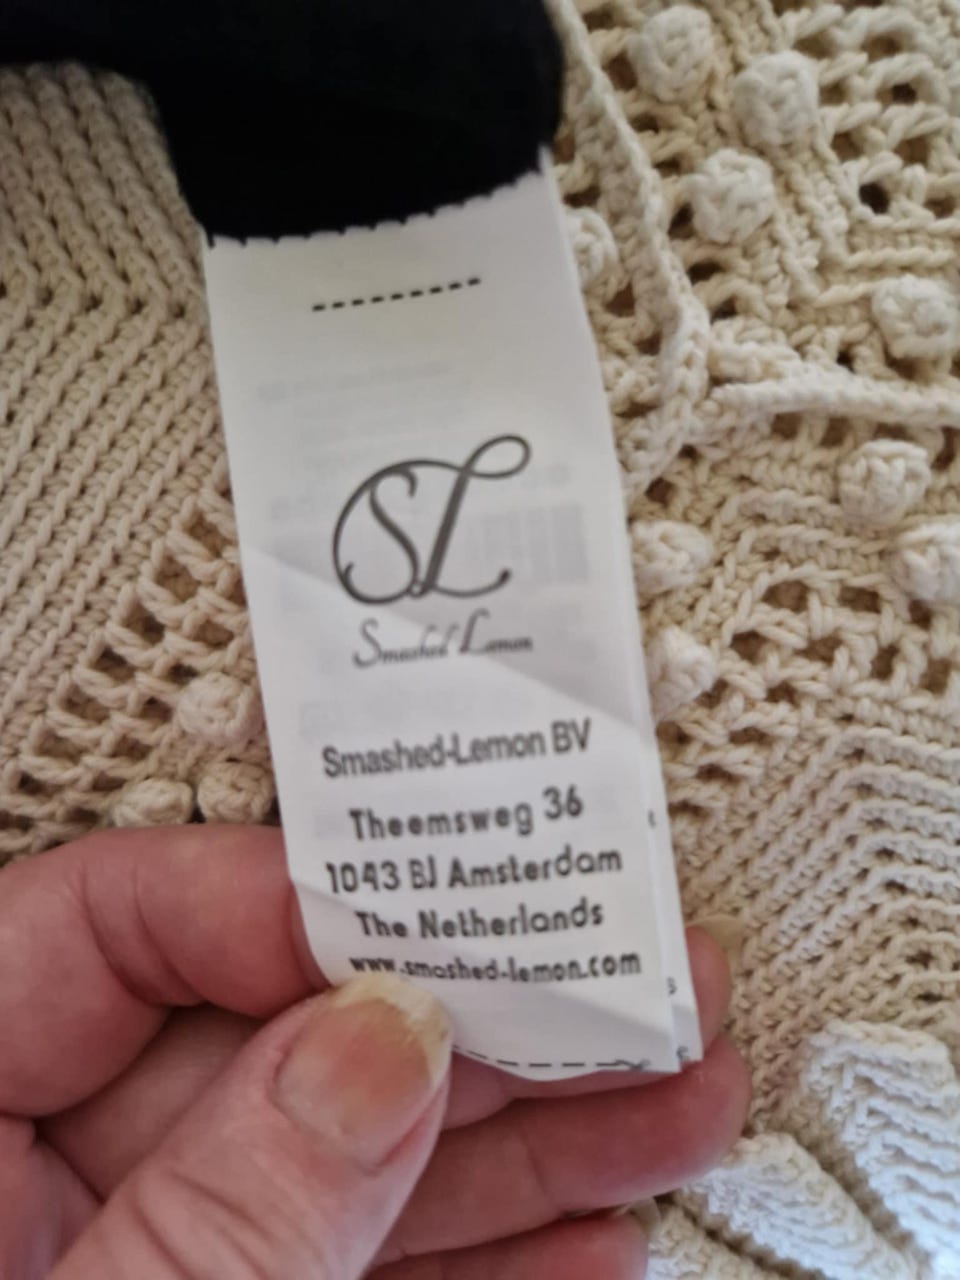 SL
Smashed Lemon
Smashed-Lemon BV
Theemsweg 36
1043 BJ Amsterdam
The Netherlands
www.smashed-lemon.com